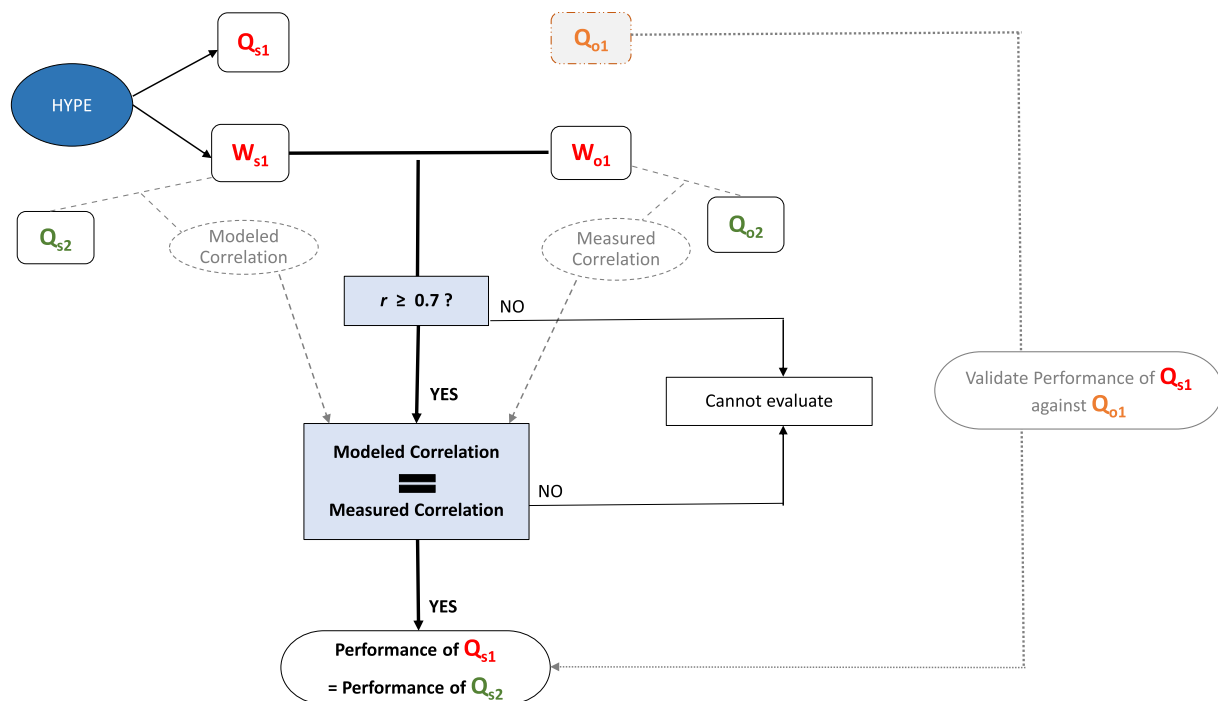 Qs1
Qo1
HYPE
Ws1
Wo1
Qs2
Modeled
Correlation
Measured
Correlation
Qo2
r ≥ 0.7 ?
NO
YES
Cannot evaluate
Validate Performance of Qs1
against Qo1
Modeled Correlation
=
Measured Correlation
NO
YES
Performance of Qs1
= Performance of Qs2